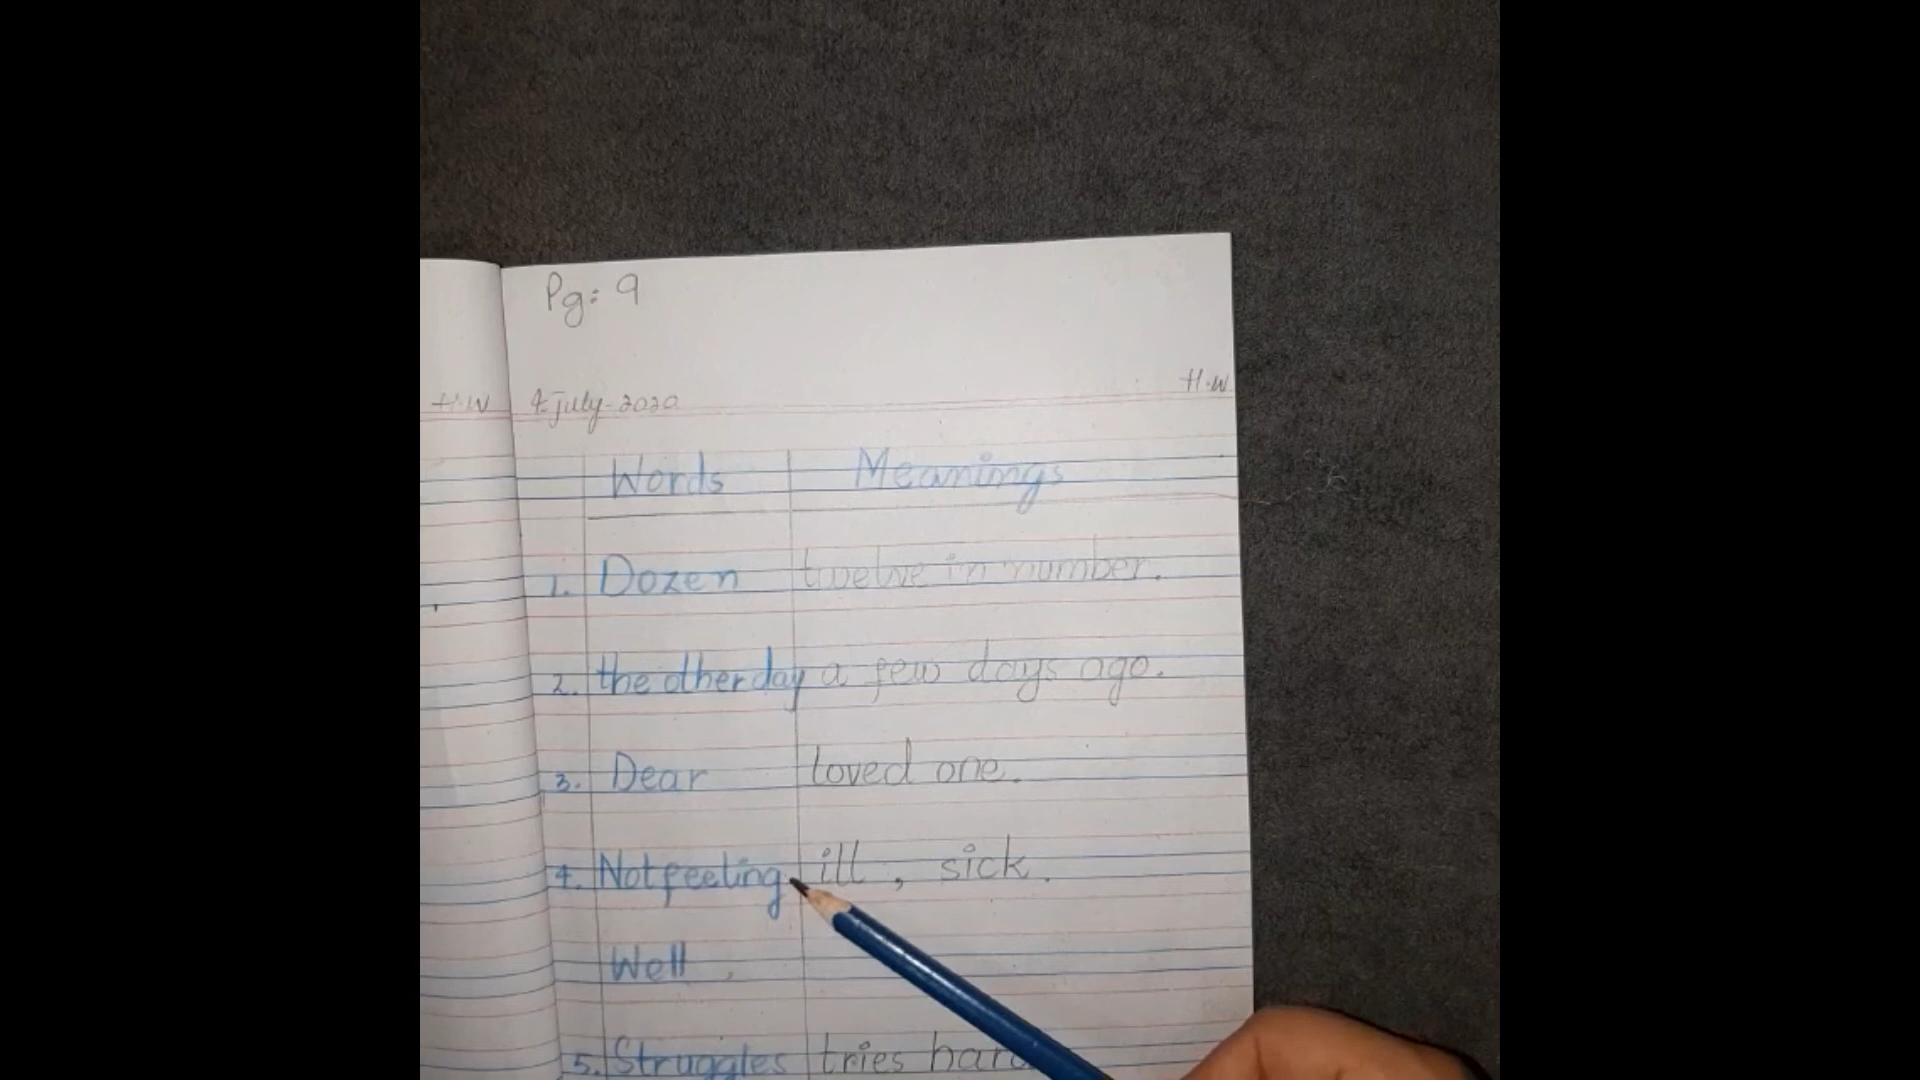 Pg: 9
H.W
4-july-2020
H.W
Words Meanings
1. Dozen twelve in number.
2. the other day a few days ago.
3. Dear loved one.
4. Not feeling ill, sick.
Well
5. Struggles tries hard